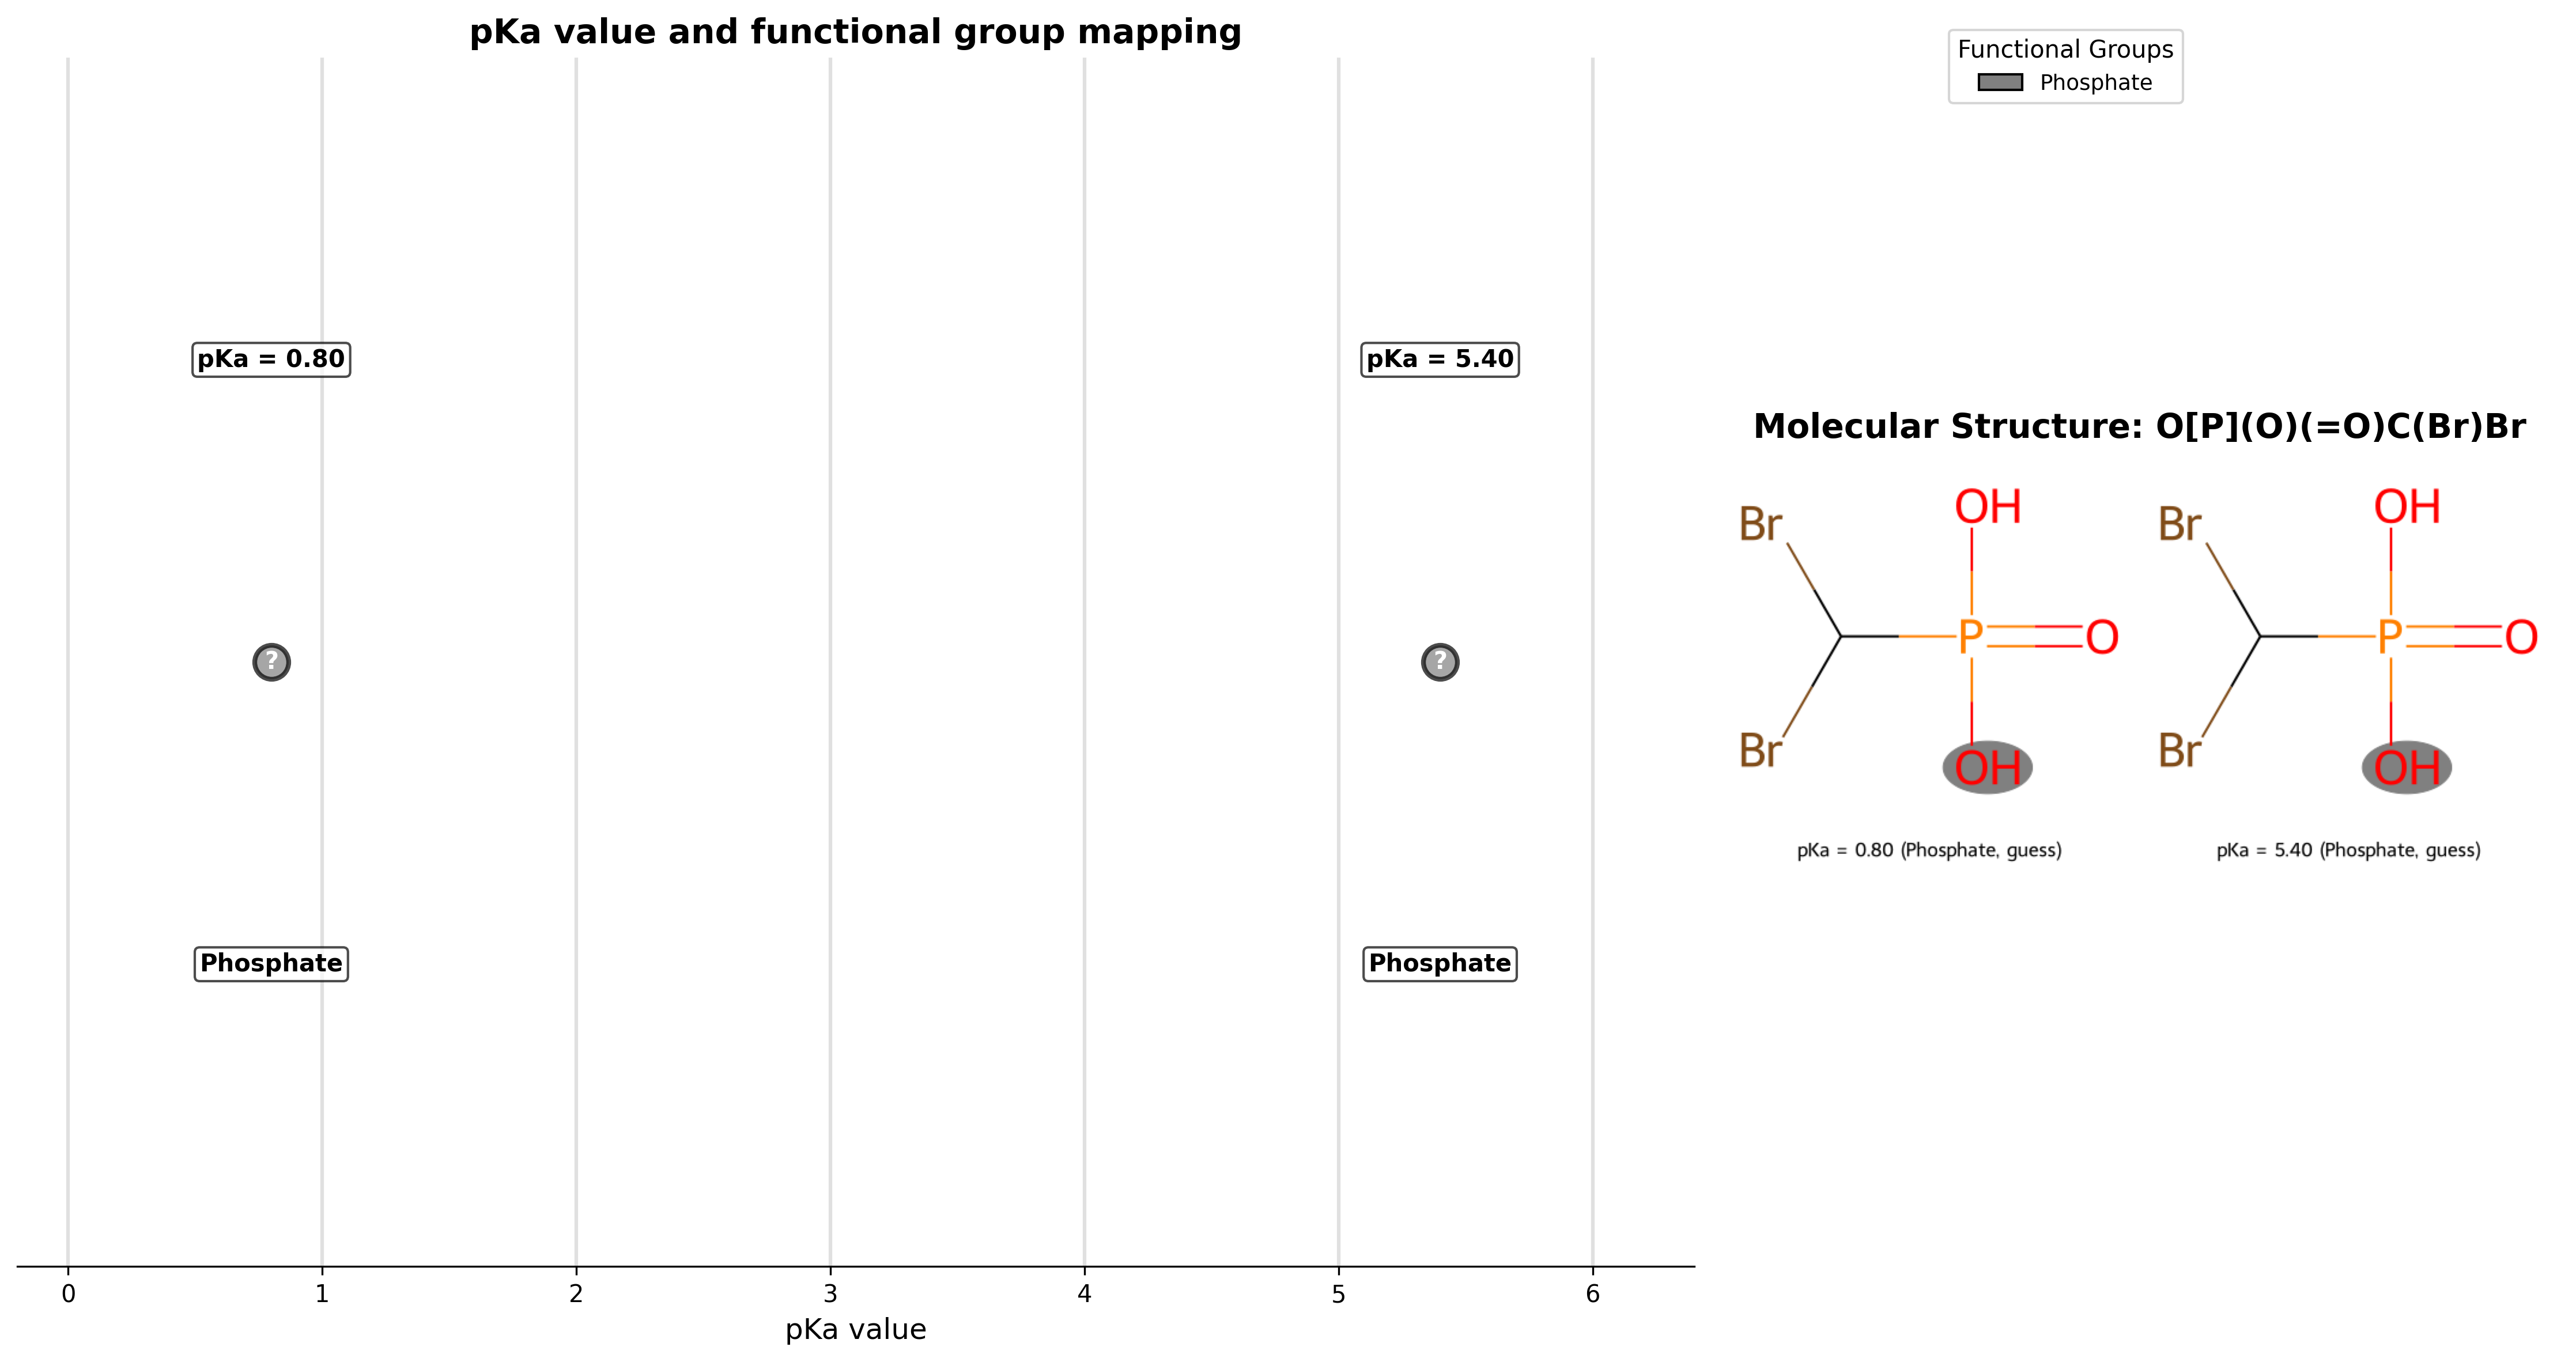 pKa value and functional group mapping
Functional Groups
Phosphate
pKa = 0.80
pKa = 5.40
?
?
Phosphate
Phosphate
0 1 2 3 4 5 6
pKa value
Molecular Structure: O[P](O)(=O)C(Br)Br
Br OH Br OH
P O P O
Br OH Br OH
pKa = 0.80 (Phosphate, guess)
pKa = 5.40 (Phosphate, guess)